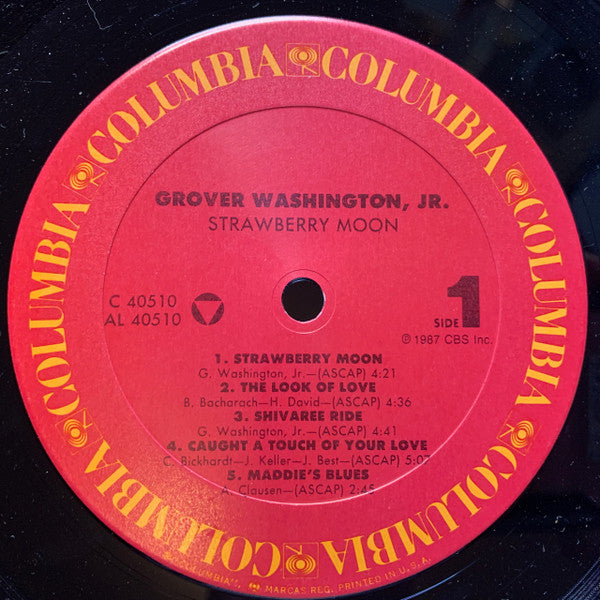 COLUMBIA COLUMBIA COLUMBIA COLUMBIA COLUMBIA COLUMBIA COLUMBIA COLUMBIA
GROVER WASHINGTON, JR.
STRAWBERRY MOON
C 40510
AL 40510
SIDE 1
℗ 1987 CBS Inc.
1. STRAWBERRY MOON
G. Washington, Jr.—(ASCAP) 4:21
2. THE LOOK OF LOVE
B. Bacharach—H. David—(ASCAP) 4:36
3. SHIVAREE RIDE
G. Washington, Jr.—(ASCAP) 4:41
4. CAUGHT A TOUCH OF YOUR LOVE
C. Bickhardt—J. Keller—J. Best—(ASCAP) 5:07
5. MADDIE'S BLUES
A. Clausen—(ASCAP) 2:45
COLUMBIA", MARCAS REG. PRINTED IN U.S.A.